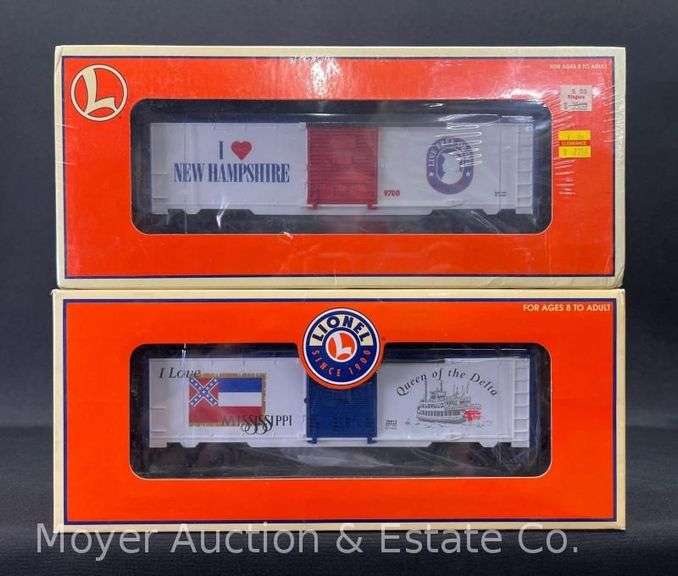 FOR AGES 8 TO ADULT
L
I ♥
NEW HAMPSHIRE
9700
CLEARANCE
FOR AGES 8 TO ADULT
LIONEL
L
SINCE 1900
I Love
MISSISSIPPI
Queen of the Delta
Moyer Auction & Estate Co.